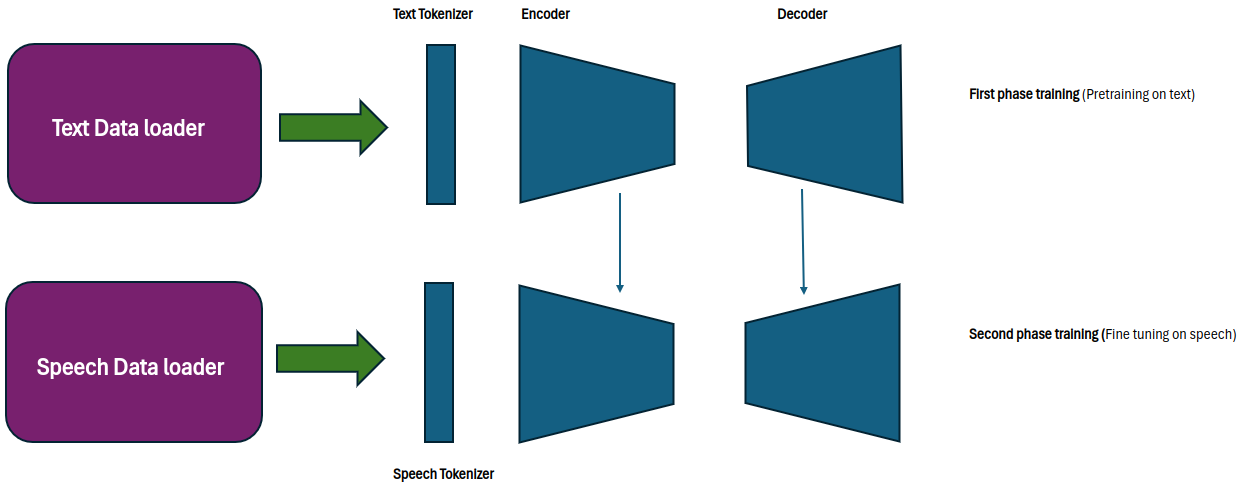 Text Tokenizer
Encoder
Decoder
Text Data loader
First phase training (Pretraining on text)
Speech Data loader
Second phase training (Fine tuning on speech)
Speech Tokenizer